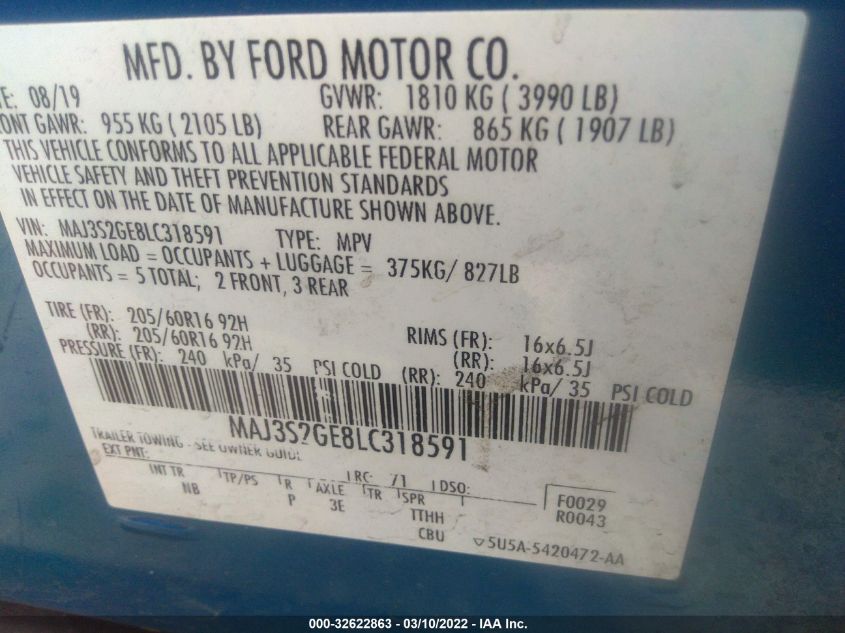 MFD. BY FORD MOTOR CO.
TE: 08/19 GVWR: 1810 KG ( 3990 LB)
ONT GAWR: 955 KG ( 2105 LB) REAR GAWR: 865 KG ( 1907 LB)
THIS VEHICLE CONFORMS TO ALL APPLICABLE FEDERAL MOTOR
VEHICLE SAFETY AND THEFT PREVENTION STANDARDS
IN EFFECT ON THE DATE OF MANUFACTURE SHOWN ABOVE.
VIN: MAJ3S2GE8LC318591 TYPE: MPV
MAXIMUM LOAD = OCCUPANTS + LUGGAGE = 375KG/ 827LB
OCCUPANTS = 5 TOTAL; 2 FRONT, 3 REAR
TIRE (FR): 205/60R16 92H RIMS (FR): 16x6.5J
(RR): 205/60R16 92H (RR): 16x6.5J
PRESSURE (FR): 240 kPa/ 35 PSI COLD (RR): 240 kPa/ 35 PSI COLD
MAJ3S2GE8LC318591
TRAILER TOWING - SEE OWNER GUIDE
EXT PNT: RC: 71 DSO:
INT TR TP/PS R AXLE TR SPR F0029
NB P 3E TTHH R0043
CBU ▽5U5A-5420472-AA
000-32622863 - 03/10/2022 - IAA Inc.